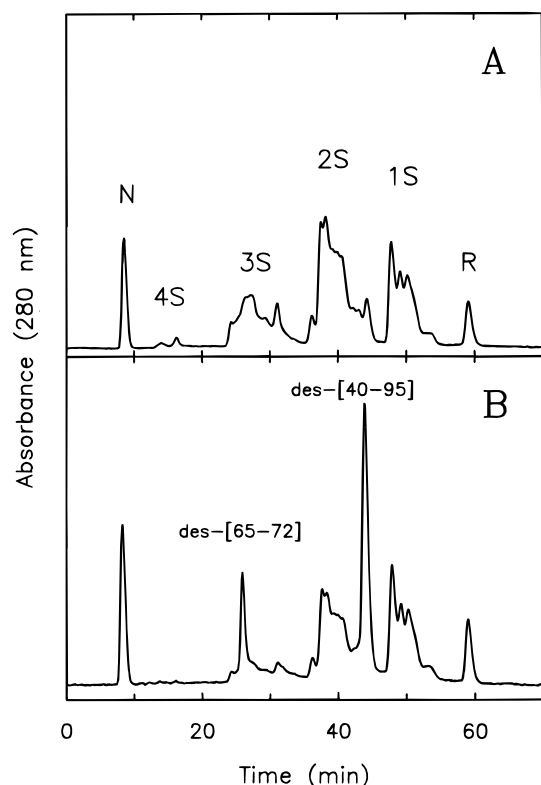 A
2S
1S
N
3S
R
4S
des-[40-95]
B
des-[65-72]
0
20
40
60
Time (min)
Absorbance (280 nm)